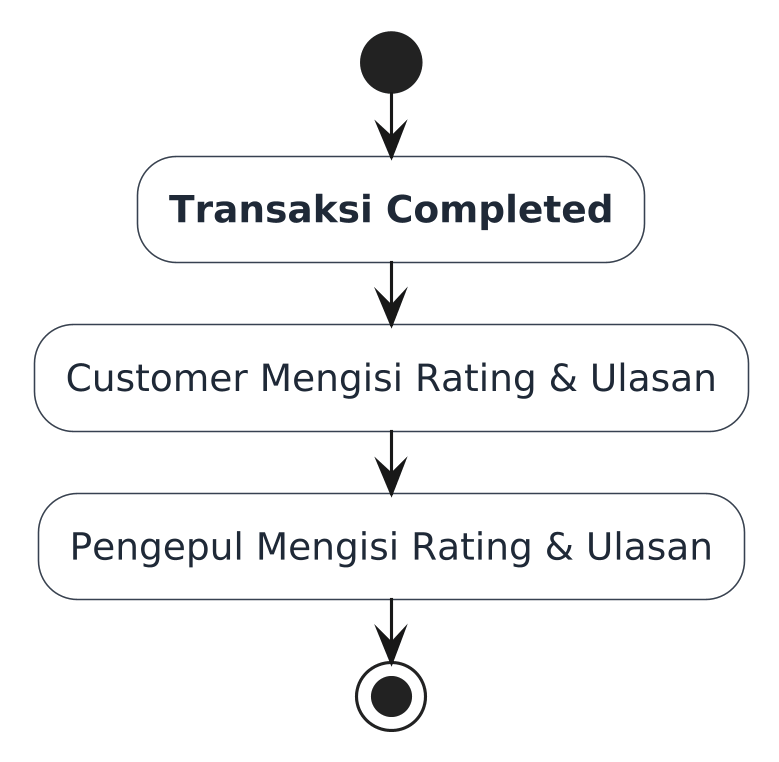 Transaksi Completed
Customer Mengisi Rating & Ulasan
Pengepul Mengisi Rating & Ulasan